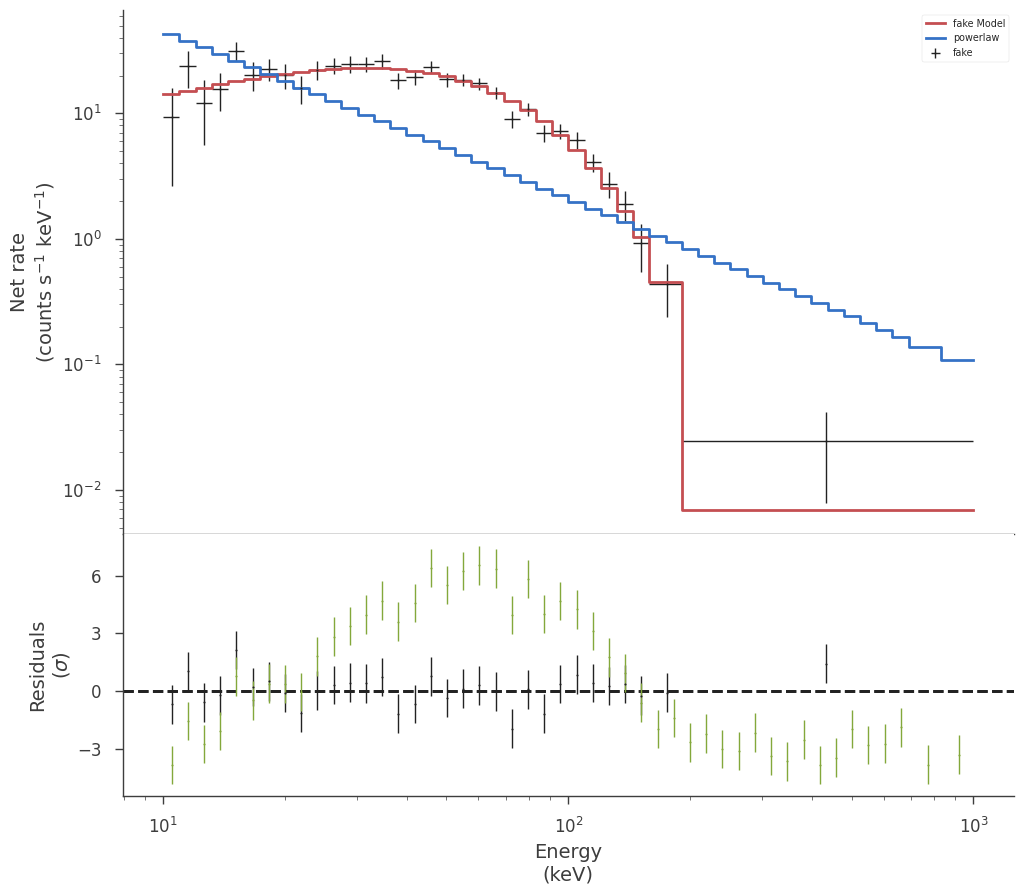 fake Model
powerlaw
fake
10¹
10⁰
10⁻¹
10⁻²
Net rate
(counts s⁻¹ keV⁻¹)
6
3
0
−3
Residuals
(σ)
10¹
10²
10³
Energy
(keV)